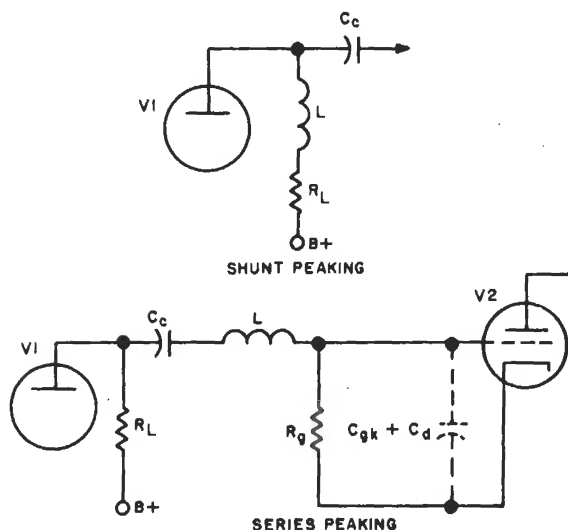 Cc
V1
L
RL
B+
SHUNT PEAKING
V2
Cc
L
V1
RL
Rg
Cgk + Cd
B+
SERIES PEAKING